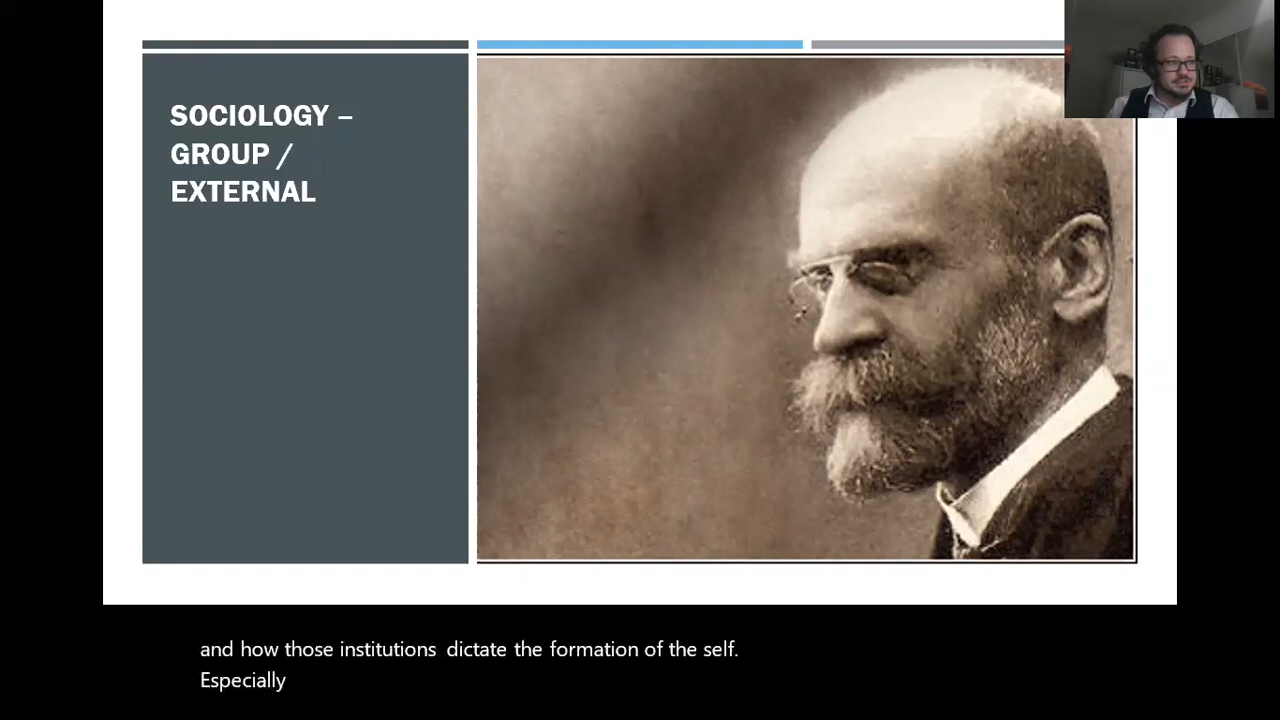 SOCIOLOGY –
GROUP /
EXTERNAL
and how those institutions dictate the formation of the self.
Especially